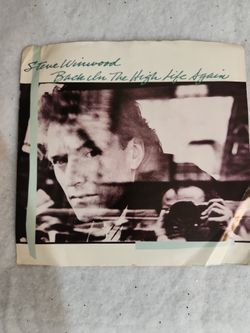 Steve Winwood
Back In The High Life Again